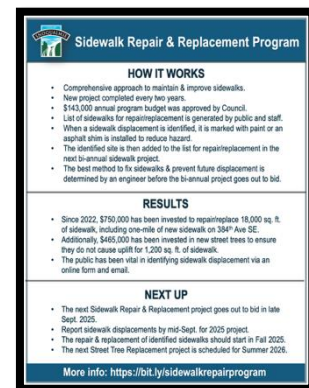 SNOQUALMIE
Sidewalk Repair & Replacement Program
HOW IT WORKS
• Comprehensive approach to maintain & improve sidewalks.
• New project completed every two years.
• $143,000 annual program budget was approved by Council.
• List of sidewalks for repair/replacement is generated by public and staff.
• When a sidewalk displacement is identified, it is marked with paint or an
asphalt shim is installed to reduce hazard.
• The identified site is then added to the list for repair/replacement in the
next bi-annual sidewalk project.
• The best method to fix sidewalks & prevent future displacement is
determined by an engineer before the bi-annual project goes out to bid.
RESULTS
• Since 2022, $750,000 has been invested to repair/replace 18,000 sq. ft.
of sidewalk, including one-mile of new sidewalk on 384th Ave SE.
• Additionally, $465,000 has been invested in new street trees to ensure
they do not cause uplift for 1,200 sq. ft. of sidewalk.
• The public has been vital in identifying sidewalk displacement via an
online form and email.
NEXT UP
• The next Sidewalk Repair & Replacement project goes out to bid in late
Sept. 2025.
• Report sidewalk displacements by mid-Sept. for 2025 project.
• The repair & replacement of identified sidewalks should start in Fall 2025.
• The next Street Tree Replacement project is scheduled for Summer 2026.
More info: https://bit.ly/sidewalkrepairprogram